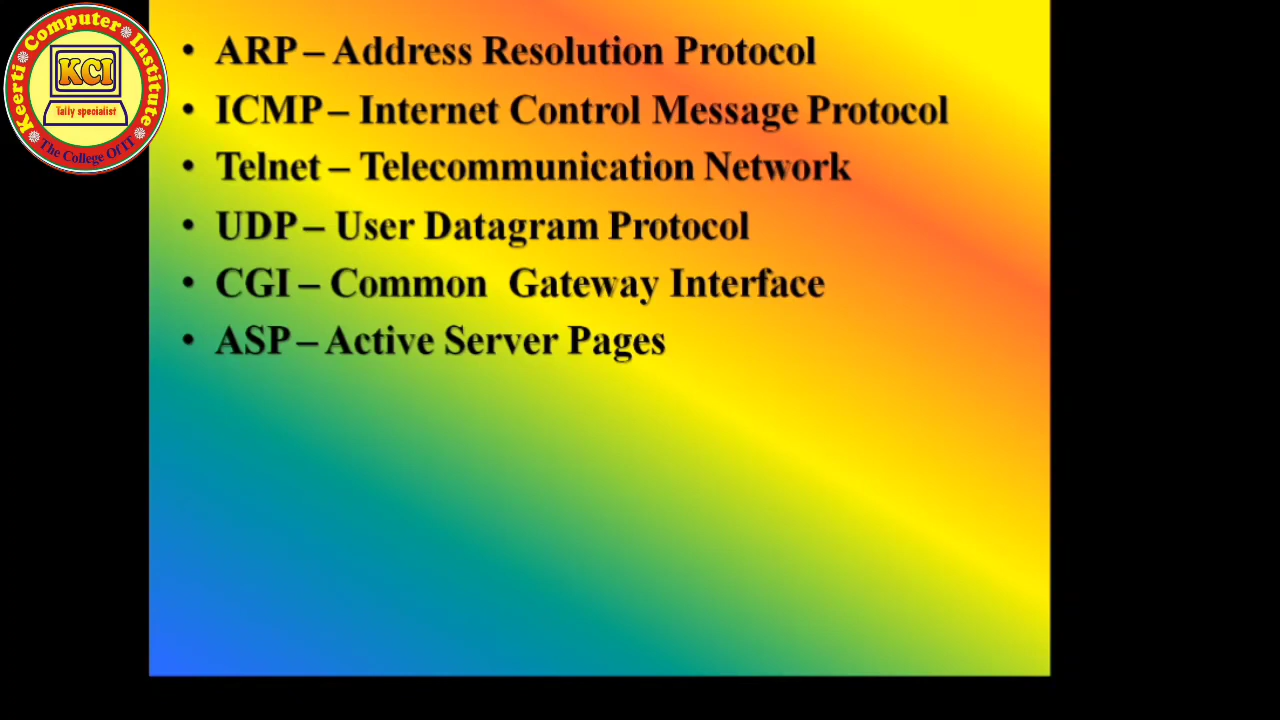 Keerti Computer Institute
KCI
Tally specialist
The College Of IT
• ARP – Address Resolution Protocol
• ICMP – Internet Control Message Protocol
• Telnet – Telecommunication Network
• UDP – User Datagram Protocol
• CGI – Common Gateway Interface
• ASP – Active Server Pages